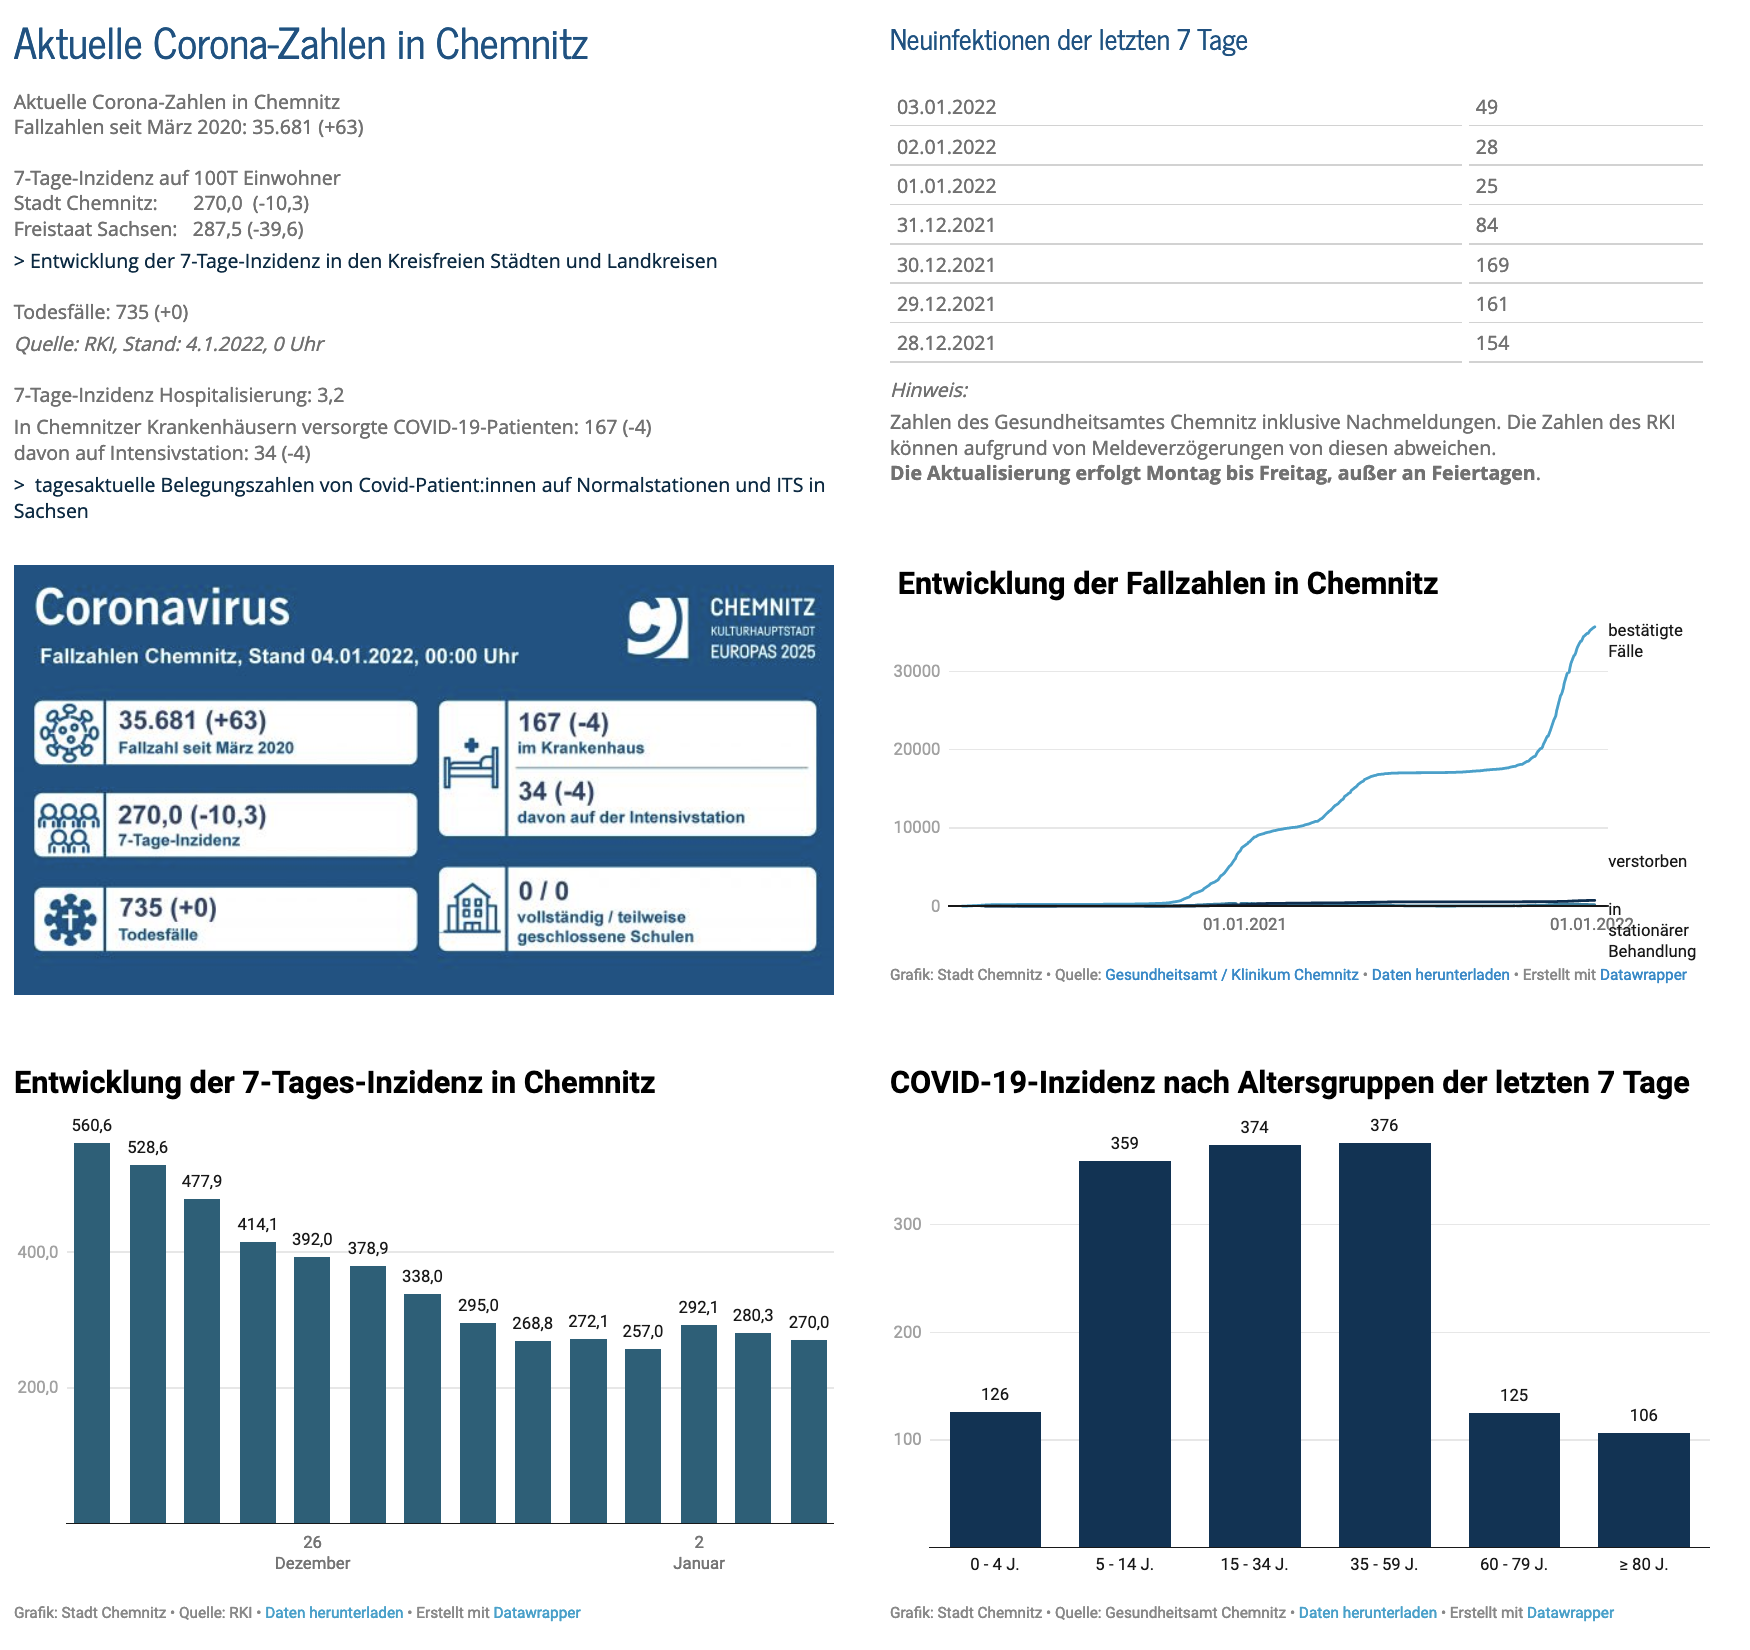 Aktuelle Corona-Zahlen in Chemnitz
Aktuelle Corona-Zahlen in Chemnitz
Fallzahlen seit März 2020: 35.681 (+63)
7-Tage-Inzidenz auf 100T Einwohner
Stadt Chemnitz: 270,0 (-10,3)
Freistaat Sachsen: 287,5 (-39,6)
> Entwicklung der 7-Tage-Inzidenz in den Kreisfreien Städten und Landkreisen
Todesfälle: 735 (+0)
Quelle: RKI, Stand: 4.1.2022, 0 Uhr
7-Tage-Inzidenz Hospitalisierung: 3,2
In Chemnitzer Krankenhäusern versorgte COVID-19-Patienten: 167 (-4)
davon auf Intensivstation: 34 (-4)
> tagesaktuelle Belegungszahlen von Covid-Patient:innen auf Normalstationen und ITS in
Sachsen
Neuinfektionen der letzten 7 Tage
03.01.2022 49
02.01.2022 28
01.01.2022 25
31.12.2021 84
30.12.2021 169
29.12.2021 161
28.12.2021 154
Hinweis:
Zahlen des Gesundheitsamtes Chemnitz inklusive Nachmeldungen. Die Zahlen des RKI
können aufgrund von Meldeverzögerungen von diesen abweichen.
Die Aktualisierung erfolgt Montag bis Freitag, außer an Feiertagen.
Coronavirus
Fallzahlen Chemnitz, Stand 04.01.2022, 00:00 Uhr
CHEMNITZ
KULTURHAUPTSTADT
EUROPAS 2025
35.681 (+63)
Fallzahl seit März 2020
270,0 (-10,3)
7-Tage-Inzidenz
735 (+0)
Todesfälle
167 (-4)
im Krankenhaus
34 (-4)
davon auf der Intensivstation
0 / 0
vollständig / teilweise
geschlossene Schulen
Entwicklung der Fallzahlen in Chemnitz
bestätigte
Fälle
30000
20000
10000
verstorben
0
in
stationärer
Behandlung
01.01.2021 01.01.2022
Grafik: Stadt Chemnitz • Quelle: Gesundheitsamt / Klinikum Chemnitz • Daten herunterladen • Erstellt mit Datawrapper
Entwicklung der 7-Tages-Inzidenz in Chemnitz
560,6
528,6
477,9
414,1
392,0
378,9
338,0
295,0
268,8
272,1
257,0
292,1
280,3
270,0
400,0
200,0
26
Dezember
2
Januar
Grafik: Stadt Chemnitz • Quelle: RKI • Daten herunterladen • Erstellt mit Datawrapper
COVID-19-Inzidenz nach Altersgruppen der letzten 7 Tage
126
359
374
376
125
106
300
200
100
0 - 4 J. 5 - 14 J. 15 - 34 J. 35 - 59 J. 60 - 79 J. ≥ 80 J.
Grafik: Stadt Chemnitz • Quelle: Gesundheitsamt Chemnitz • Daten herunterladen • Erstellt mit Datawrapper